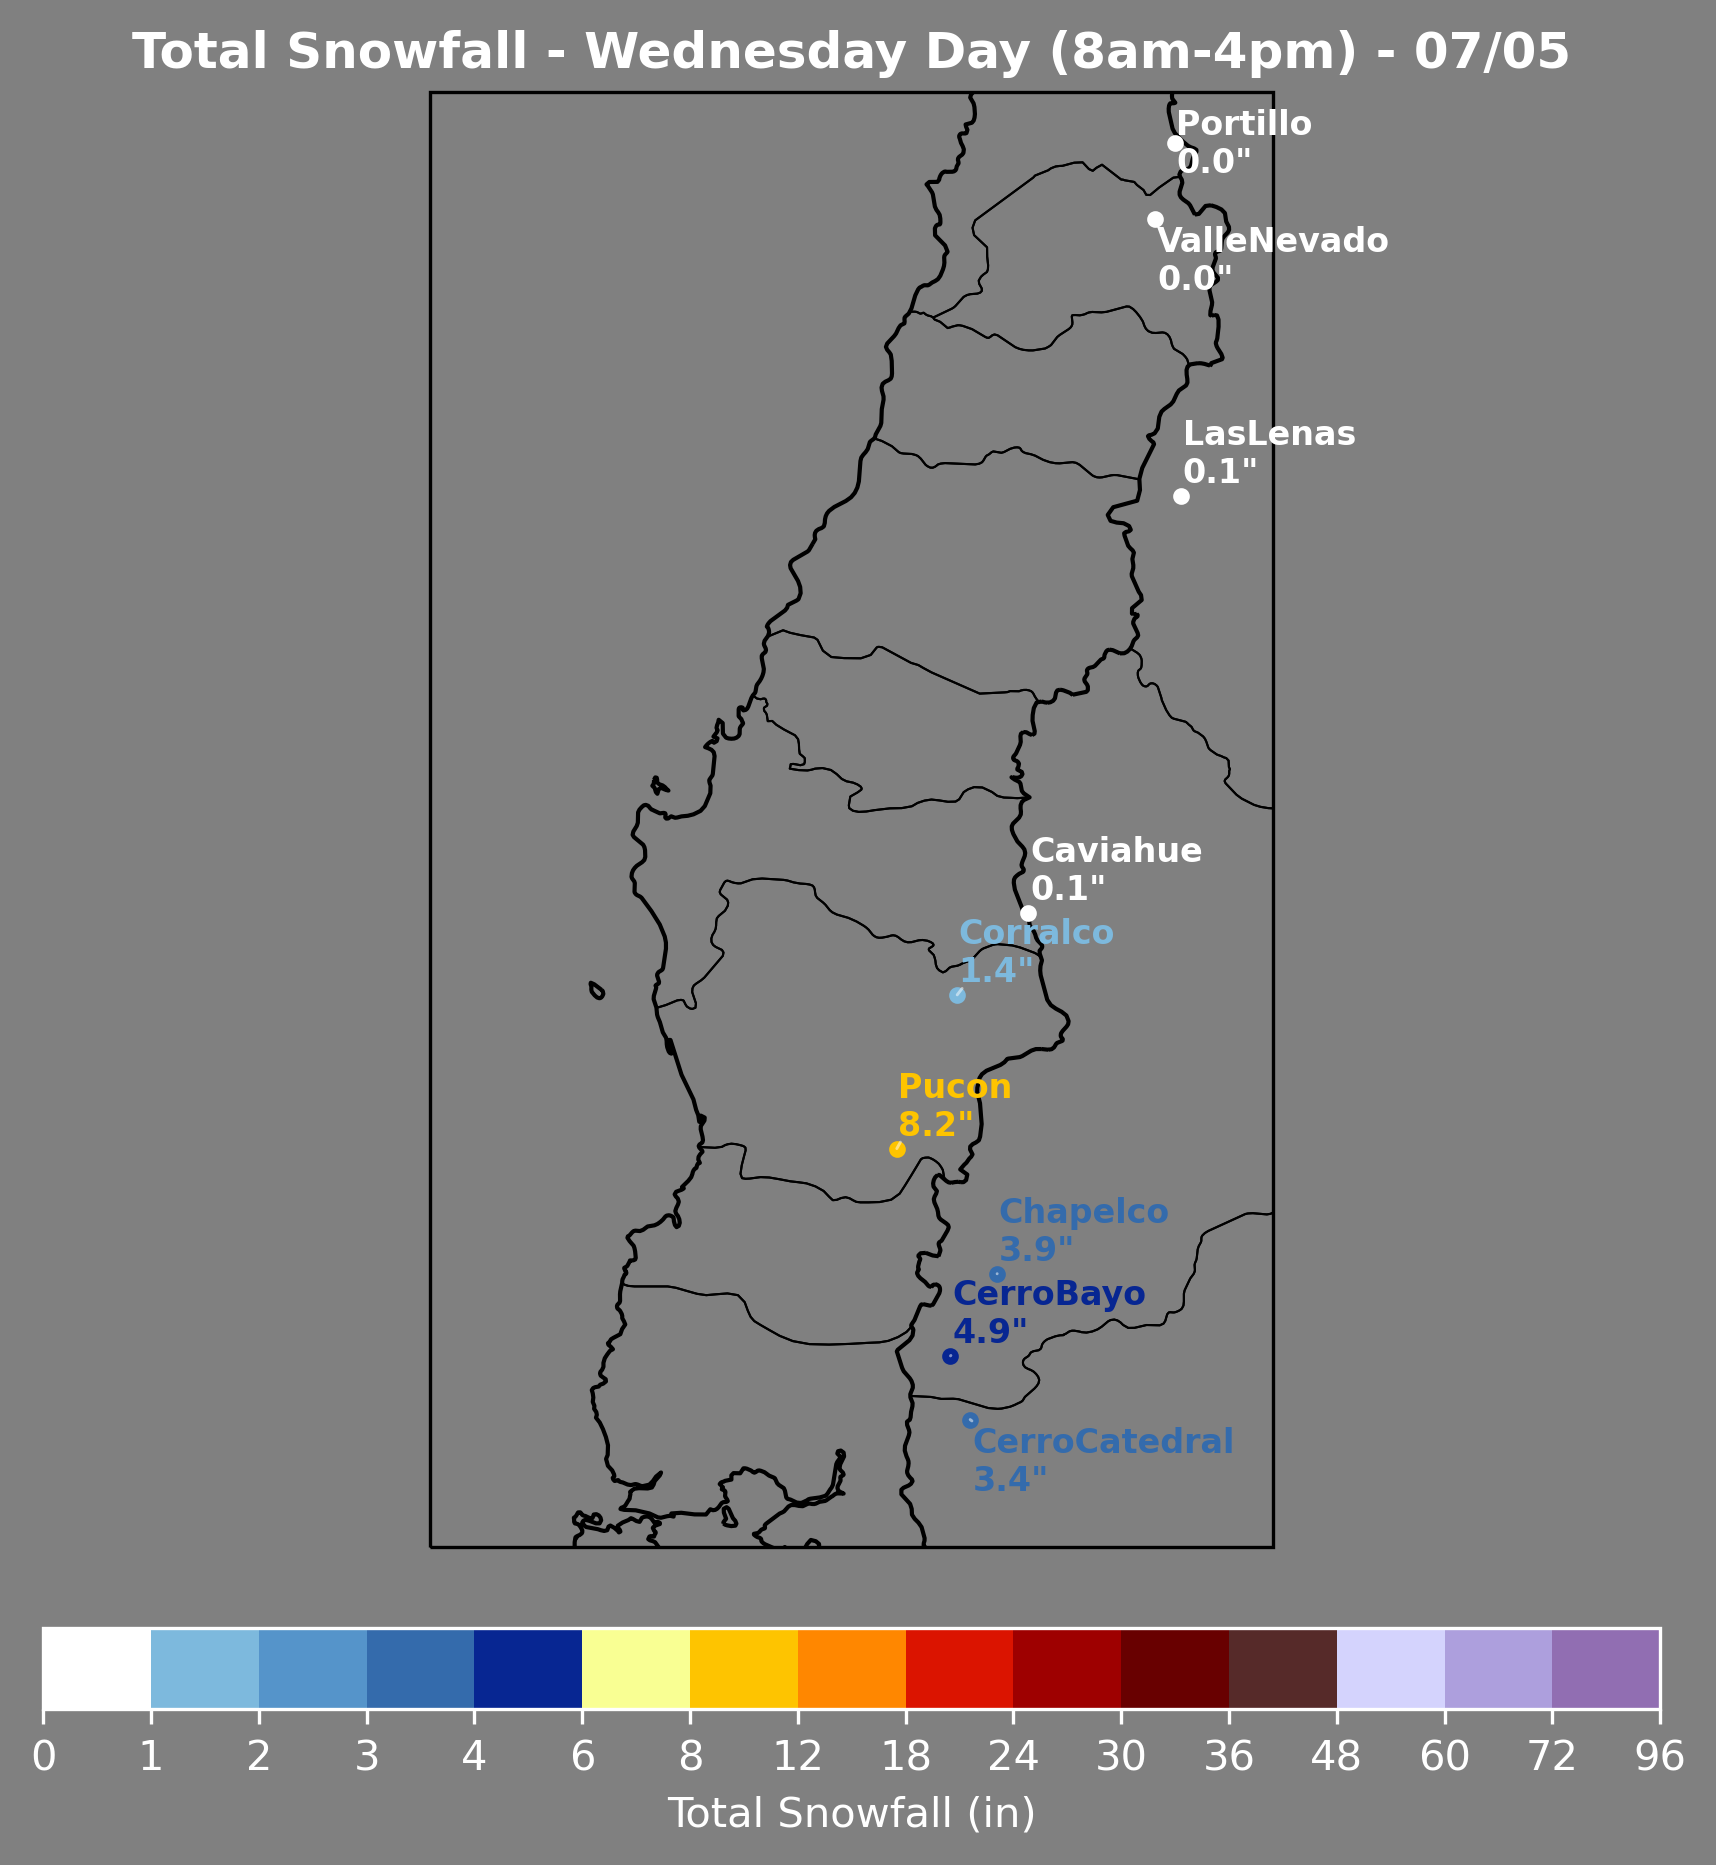 Total Snowfall - Wednesday Day (8am-4pm) - 07/05
Portillo
0.0"
ValleNevado
0.0"
LasLenas
0.1"
Caviahue
0.1"
Corralco
1.4"
Pucon
8.2"
Chapelco
3.9"
CerroBayo
4.9"
CerroCatedral
3.4"
0 1 2 3 4 6 8 12 18 24 30 36 48 60 72 96
Total Snowfall (in)